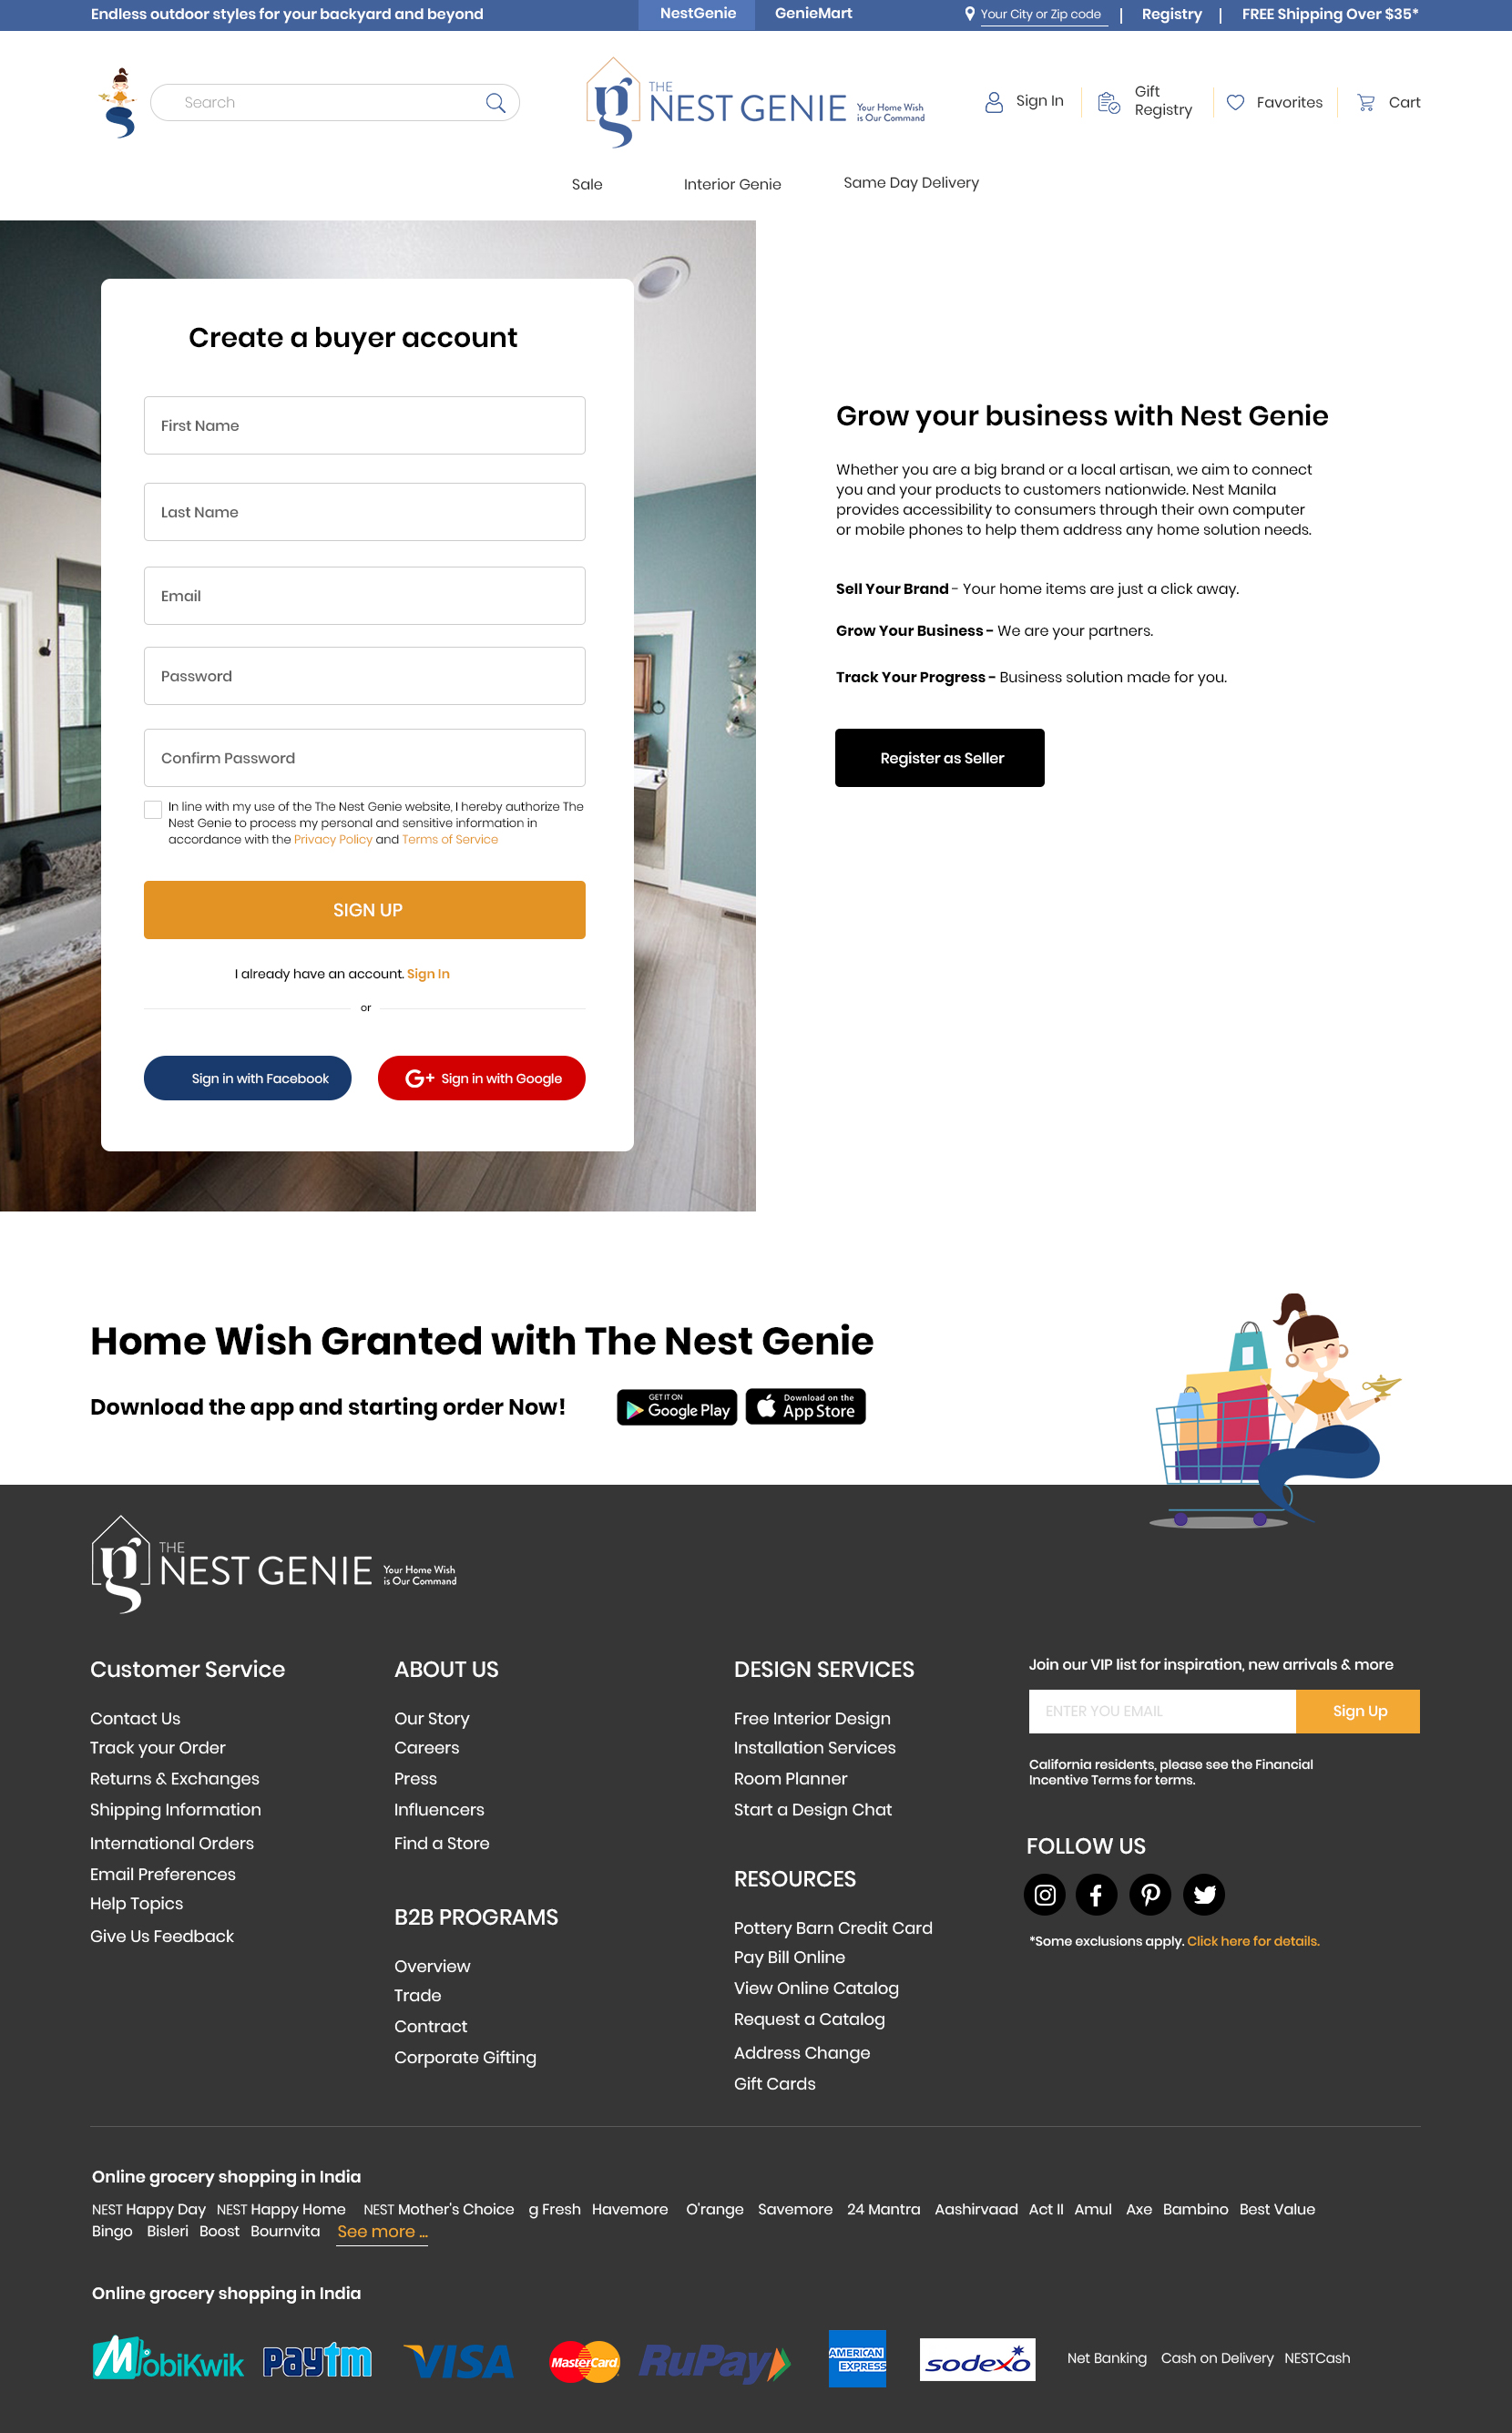 Endless outdoor styles for your backyard and beyond
NestGenie
GenieMart
Your City or Zip code
Registry
FREE Shipping Over $35*
Search
THE
NEST GENIE
Your Home Wish
is Our Command
Sign In
Gift
Registry
Favorites
Cart
Sale
Interior Genie
Same Day Delivery
Create a buyer account
First Name
Last Name
Email
Password
Confirm Password
In line with my use of the The Nest Genie website, I hereby authorize The
Nest Genie to process my personal and sensitive information in
accordance with the Privacy Policy and Terms of Service
SIGN UP
I already have an account. Sign In
or
Sign in with Facebook
G+ Sign in with Google
Grow your business with Nest Genie
Whether you are a big brand or a local artisan, we aim to connect
you and your products to customers nationwide. Nest Manila
provides accessibility to consumers through their own computer
or mobile phones to help them address any home solution needs.
Sell Your Brand - Your home items are just a click away.
Grow Your Business - We are your partners.
Track Your Progress - Business solution made for you.
Register as Seller
Home Wish Granted with The Nest Genie
Download the app and starting order Now!
GET IT ON
Google Play
Download on the
App Store
THE
NEST GENIE
Your Home Wish
is Our Command
Customer Service
Contact Us
Track your Order
Returns & Exchanges
Shipping Information
International Orders
Email Preferences
Help Topics
Give Us Feedback
ABOUT US
Our Story
Careers
Press
Influencers
Find a Store
B2B PROGRAMS
Overview
Trade
Contract
Corporate Gifting
DESIGN SERVICES
Free Interior Design
Installation Services
Room Planner
Start a Design Chat
RESOURCES
Pottery Barn Credit Card
Pay Bill Online
View Online Catalog
Request a Catalog
Address Change
Gift Cards
Join our VIP list for inspiration, new arrivals & more
ENTER YOU EMAIL
Sign Up
California residents, please see the Financial
Incentive Terms for terms.
FOLLOW US
*Some exclusions apply. Click here for details.
Online grocery shopping in India
NEST Happy Day NEST Happy Home NEST Mother's Choice g Fresh Havemore O'range Savemore 24 Mantra Aashirvaad Act II Amul Axe Bambino Best Value
Bingo Bisleri Boost Bournvita See more ...
Online grocery shopping in India
MobiKwik
paytm
VISA
MasterCard
RuPay
AMERICAN
EXPRESS
sodexo
Net Banking Cash on Delivery NESTCash